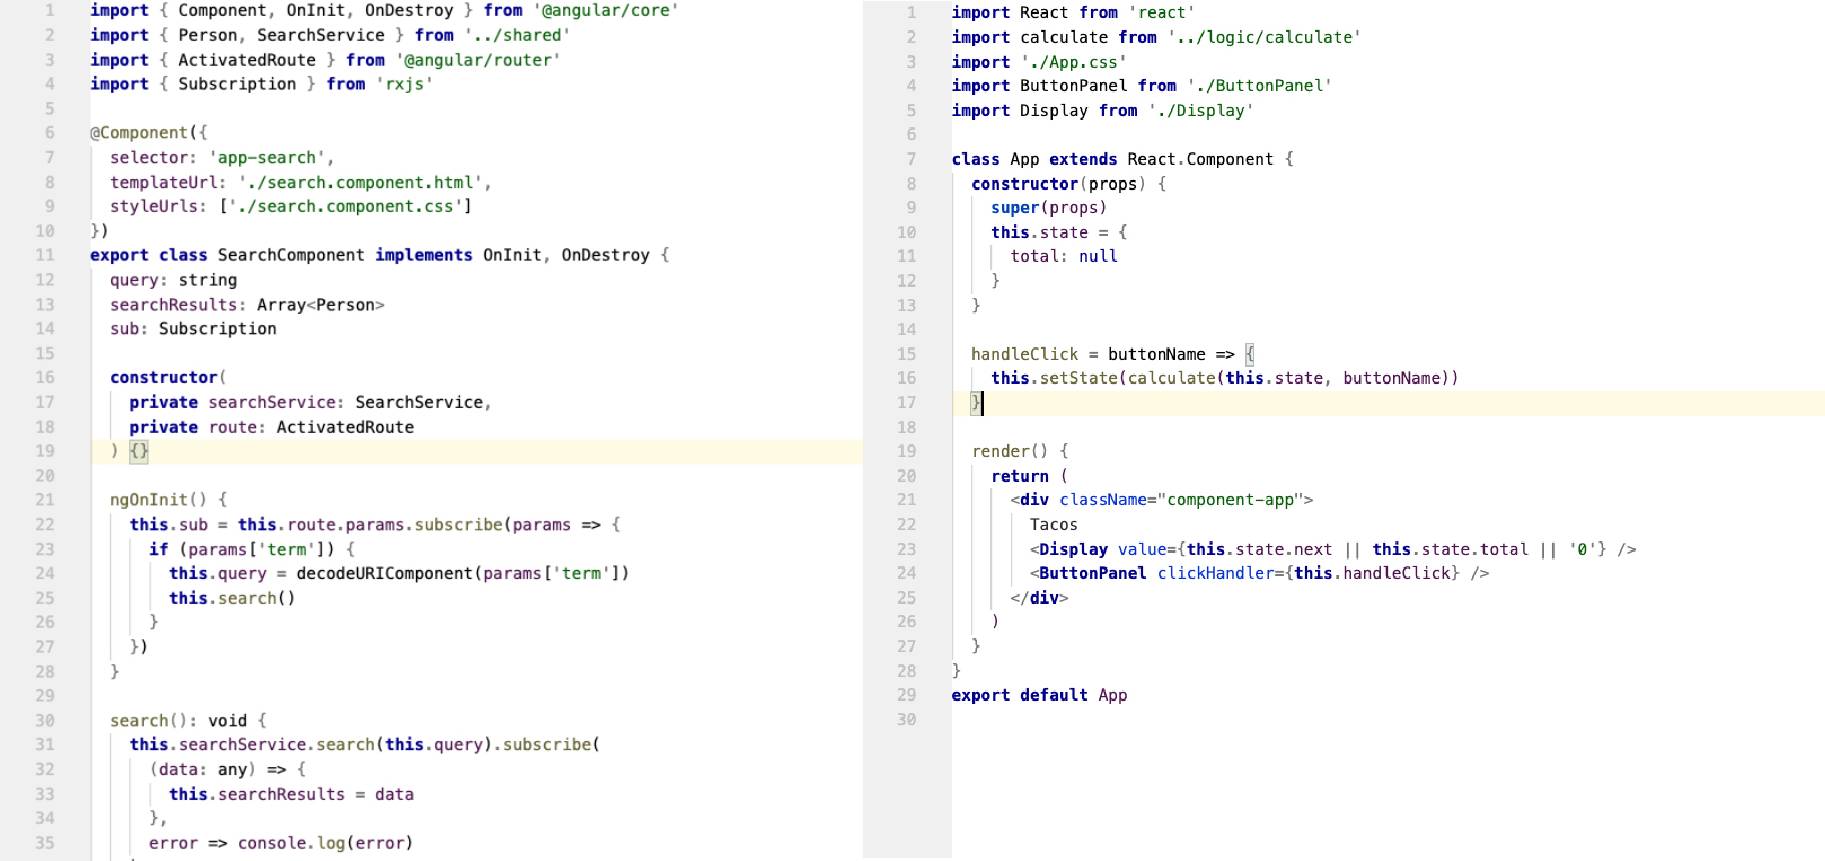 1 import { Component, OnInit, OnDestroy } from '@angular/core'
2 import { Person, SearchService } from '../shared'
3 import { ActivatedRoute } from '@angular/router'
4 import { Subscription } from 'rxjs'
5
6 @Component({
7   selector: 'app-search',
8   templateUrl: './search.component.html',
9   styleUrls: ['./search.component.css']
10 })
11 export class SearchComponent implements OnInit, OnDestroy {
12   query: string
13   searchResults: Array<Person>
14   sub: Subscription
15
16   constructor(
17     private searchService: SearchService,
18     private route: ActivatedRoute
19   ) {}
20
21   ngOnInit() {
22     this.sub = this.route.params.subscribe(params => {
23       if (params['term']) {
24         this.query = decodeURIComponent(params['term'])
25         this.search()
26       }
27     })
28   }
29
30   search(): void {
31     this.searchService.search(this.query).subscribe(
32       (data: any) => {
33         this.searchResults = data
34       },
35       error => console.log(error)
1 import React from 'react'
2 import calculate from '../logic/calculate'
3 import './App.css'
4 import ButtonPanel from './ButtonPanel'
5 import Display from './Display'
6
7 class App extends React.Component {
8   constructor(props) {
9     super(props)
10     this.state = {
11       total: null
12     }
13   }
14
15   handleClick = buttonName => {
16     this.setState(calculate(this.state, buttonName))
17   }
18
19   render() {
20     return (
21       <div className="component-app">
22         Tacos
23         <Display value={this.state.next || this.state.total || '0'} />
24         <ButtonPanel clickHandler={this.handleClick} />
25       </div>
26     )
27   }
28 }
29 export default App
30